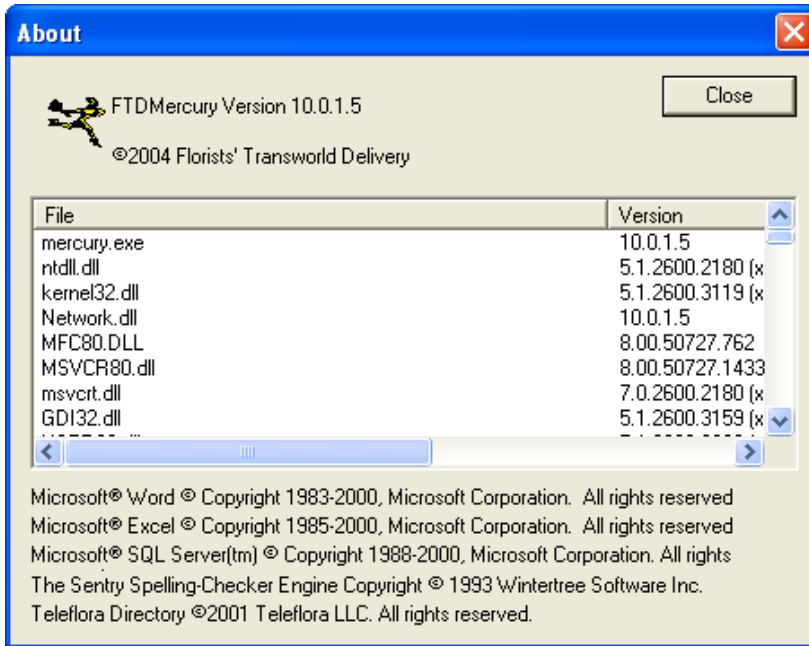 About
Close
FTDMercury Version 10.0.1.5
©2004 Florists' Transworld Delivery
File Version
mercury.exe 10.0.1.5
ntdll.dll 5.1.2600.2180 (x
kernel32.dll 5.1.2600.3119 (x
Network.dll 10.0.1.5
MFC80.DLL 8.00.50727.762
MSVCR80.dll 8.00.50727.1433
msvcrt.dll 7.0.2600.2180 (x
GDI32.dll 5.1.2600.3159 (x
Microsoft® Word © Copyright 1983-2000, Microsoft Corporation. All rights reserved
Microsoft® Excel © Copyright 1985-2000, Microsoft Corporation. All rights reserved
Microsoft® SQL Server(tm) © Copyright 1988-2000, Microsoft Corporation. All rights
The Sentry Spelling-Checker Engine Copyright © 1993 Wintertree Software Inc.
Teleflora Directory ©2001 Teleflora LLC. All rights reserved.